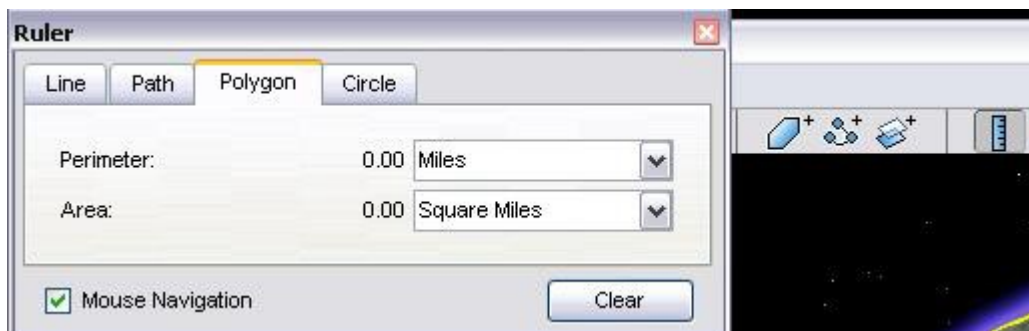 Ruler
Line Path Polygon Circle
Perimeter: 0.00 Miles
Area: 0.00 Square Miles
Mouse Navigation Clear